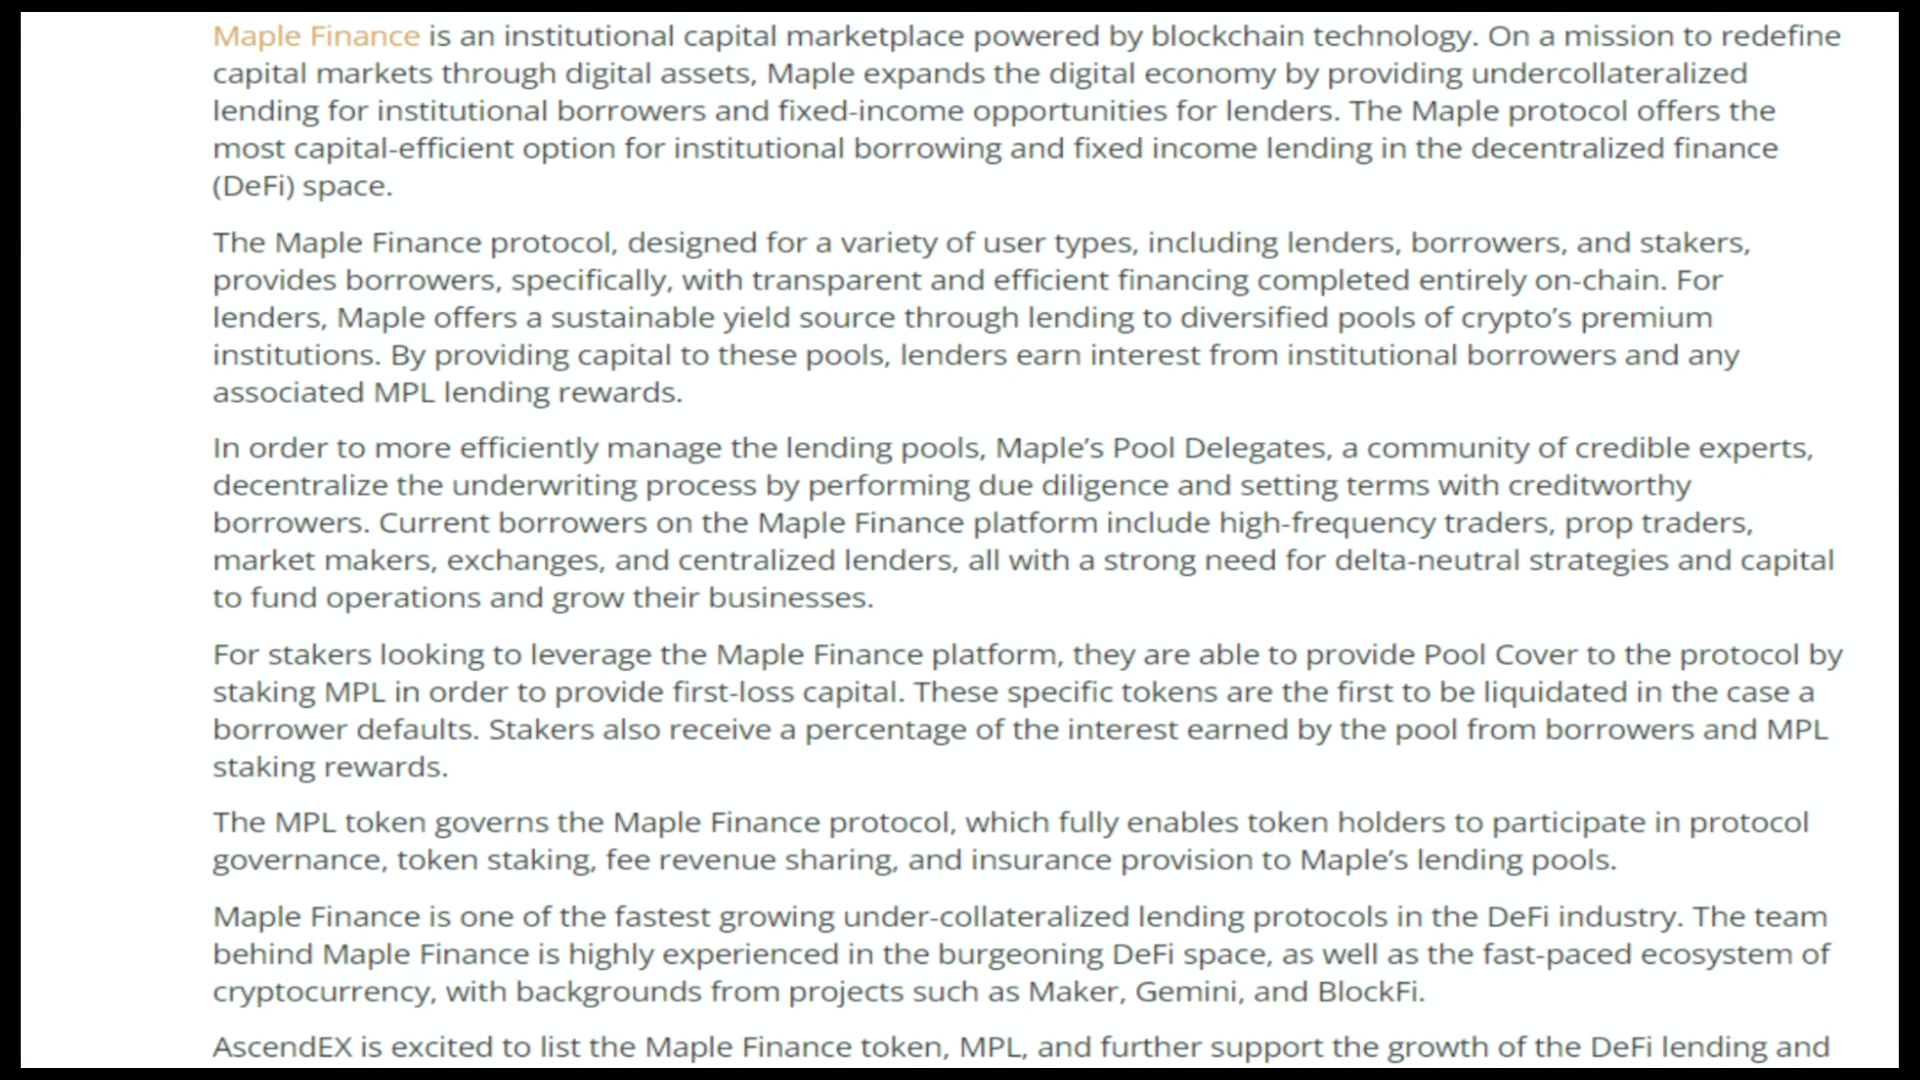 Maple Finance is an institutional capital marketplace powered by blockchain technology. On a mission to redefine
capital markets through digital assets, Maple expands the digital economy by providing undercollateralized
lending for institutional borrowers and fixed-income opportunities for lenders. The Maple protocol offers the
most capital-efficient option for institutional borrowing and fixed income lending in the decentralized finance
(DeFi) space.
The Maple Finance protocol, designed for a variety of user types, including lenders, borrowers, and stakers,
provides borrowers, specifically, with transparent and efficient financing completed entirely on-chain. For
lenders, Maple offers a sustainable yield source through lending to diversified pools of crypto’s premium
institutions. By providing capital to these pools, lenders earn interest from institutional borrowers and any
associated MPL lending rewards.
In order to more efficiently manage the lending pools, Maple’s Pool Delegates, a community of credible experts,
decentralize the underwriting process by performing due diligence and setting terms with creditworthy
borrowers. Current borrowers on the Maple Finance platform include high-frequency traders, prop traders,
market makers, exchanges, and centralized lenders, all with a strong need for delta-neutral strategies and capital
to fund operations and grow their businesses.
For stakers looking to leverage the Maple Finance platform, they are able to provide Pool Cover to the protocol by
staking MPL in order to provide first-loss capital. These specific tokens are the first to be liquidated in the case a
borrower defaults. Stakers also receive a percentage of the interest earned by the pool from borrowers and MPL
staking rewards.
The MPL token governs the Maple Finance protocol, which fully enables token holders to participate in protocol
governance, token staking, fee revenue sharing, and insurance provision to Maple’s lending pools.
Maple Finance is one of the fastest growing under-collateralized lending protocols in the DeFi industry. The team
behind Maple Finance is highly experienced in the burgeoning DeFi space, as well as the fast-paced ecosystem of
cryptocurrency, with backgrounds from projects such as Maker, Gemini, and BlockFi.
AscendEX is excited to list the Maple Finance token, MPL, and further support the growth of the DeFi lending and